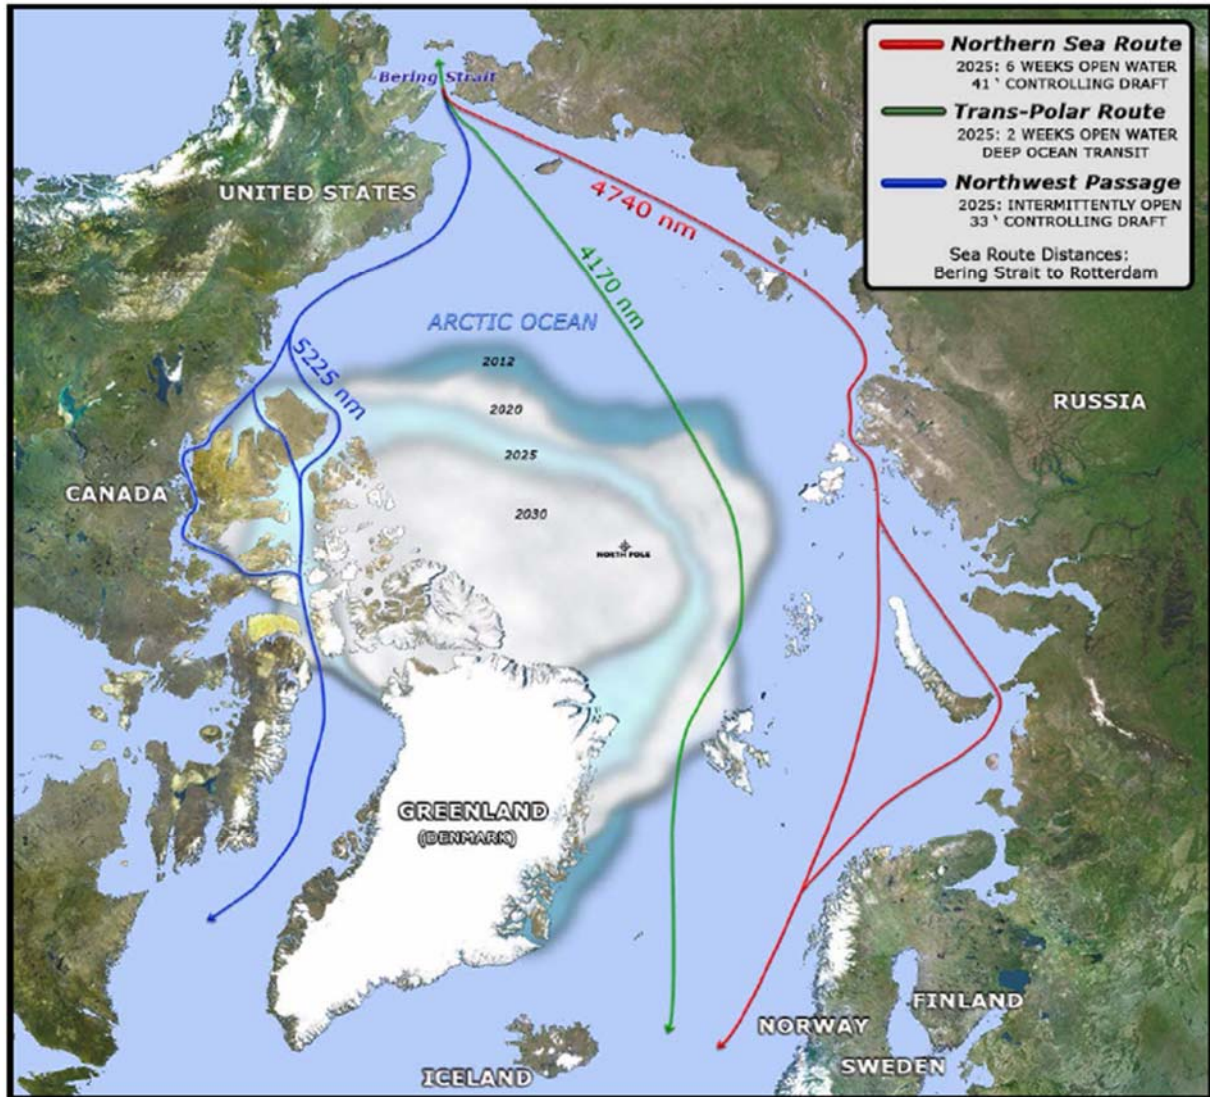 Northern Sea Route
2025: 6 WEEKS OPEN WATER
41` CONTROLLING DRAFT
Trans-Polar Route
2025: 2 WEEKS OPEN WATER
DEEP OCEAN TRANSIT
Northwest Passage
2025: INTERMITTENTLY OPEN
33` CONTROLLING DRAFT
Sea Route Distances:
Bering Strait to Rotterdam
Bering Strait
UNITED STATES
4740 nm
4170 nm
ARCTIC OCEAN
5225 nm
2012
2020
2025
2030
NORTH POLE
RUSSIA
CANADA
GREENLAND
(DENMARK)
ICELAND
NORWAY
SWEDEN
FINLAND